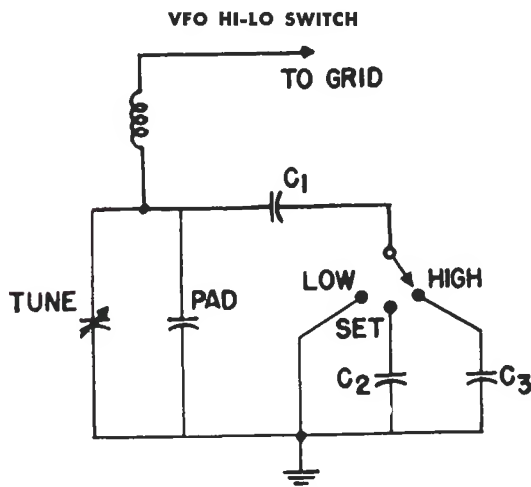 VFO HI-LO SWITCH
TO GRID
C1
LOW
HIGH
TUNE
PAD
SET
C2
C3